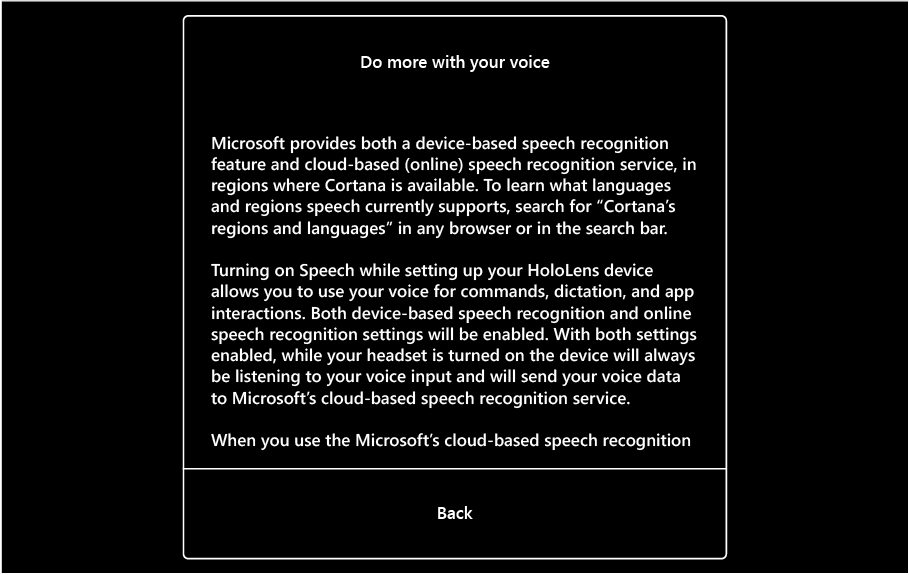 Do more with your voice
Microsoft provides both a device-based speech recognition
feature and cloud-based (online) speech recognition service, in
regions where Cortana is available. To learn what languages
and regions speech currently supports, search for “Cortana’s
regions and languages” in any browser or in the search bar.
Turning on Speech while setting up your HoloLens device
allows you to use your voice for commands, dictation, and app
interactions. Both device-based speech recognition and online
speech recognition settings will be enabled. With both settings
enabled, while your headset is turned on the device will always
be listening to your voice input and will send your voice data
to Microsoft’s cloud-based speech recognition service.
When you use the Microsoft’s cloud-based speech recognition
Back